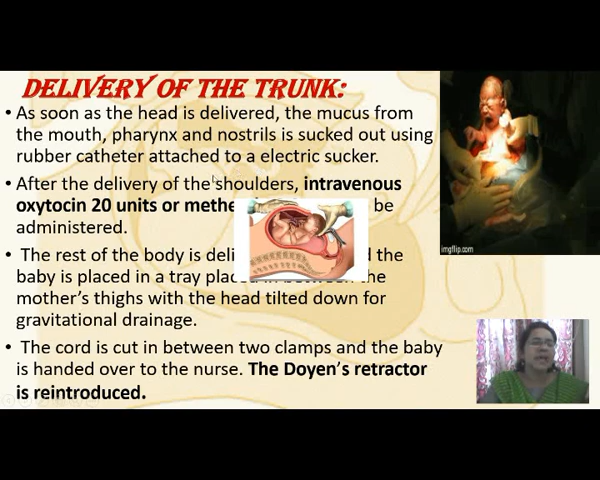 DELIVERY OF THE TRUNK:
• As soon as the head is delivered, the mucus from
the mouth, pharynx and nostrils is sucked out using
rubber catheter attached to a electric sucker.
• After the delivery of the shoulders, intravenous
oxytocin 20 units or be
administered.
The rest of the body is the
baby is placed in a tray the
mother's thighs with the head tilted down for
gravitational drainage.
• The cord is cut in between two clamps and the baby
is handed over to the nurse. The Doyen's retractor
is reintroduced.
imgflip.com